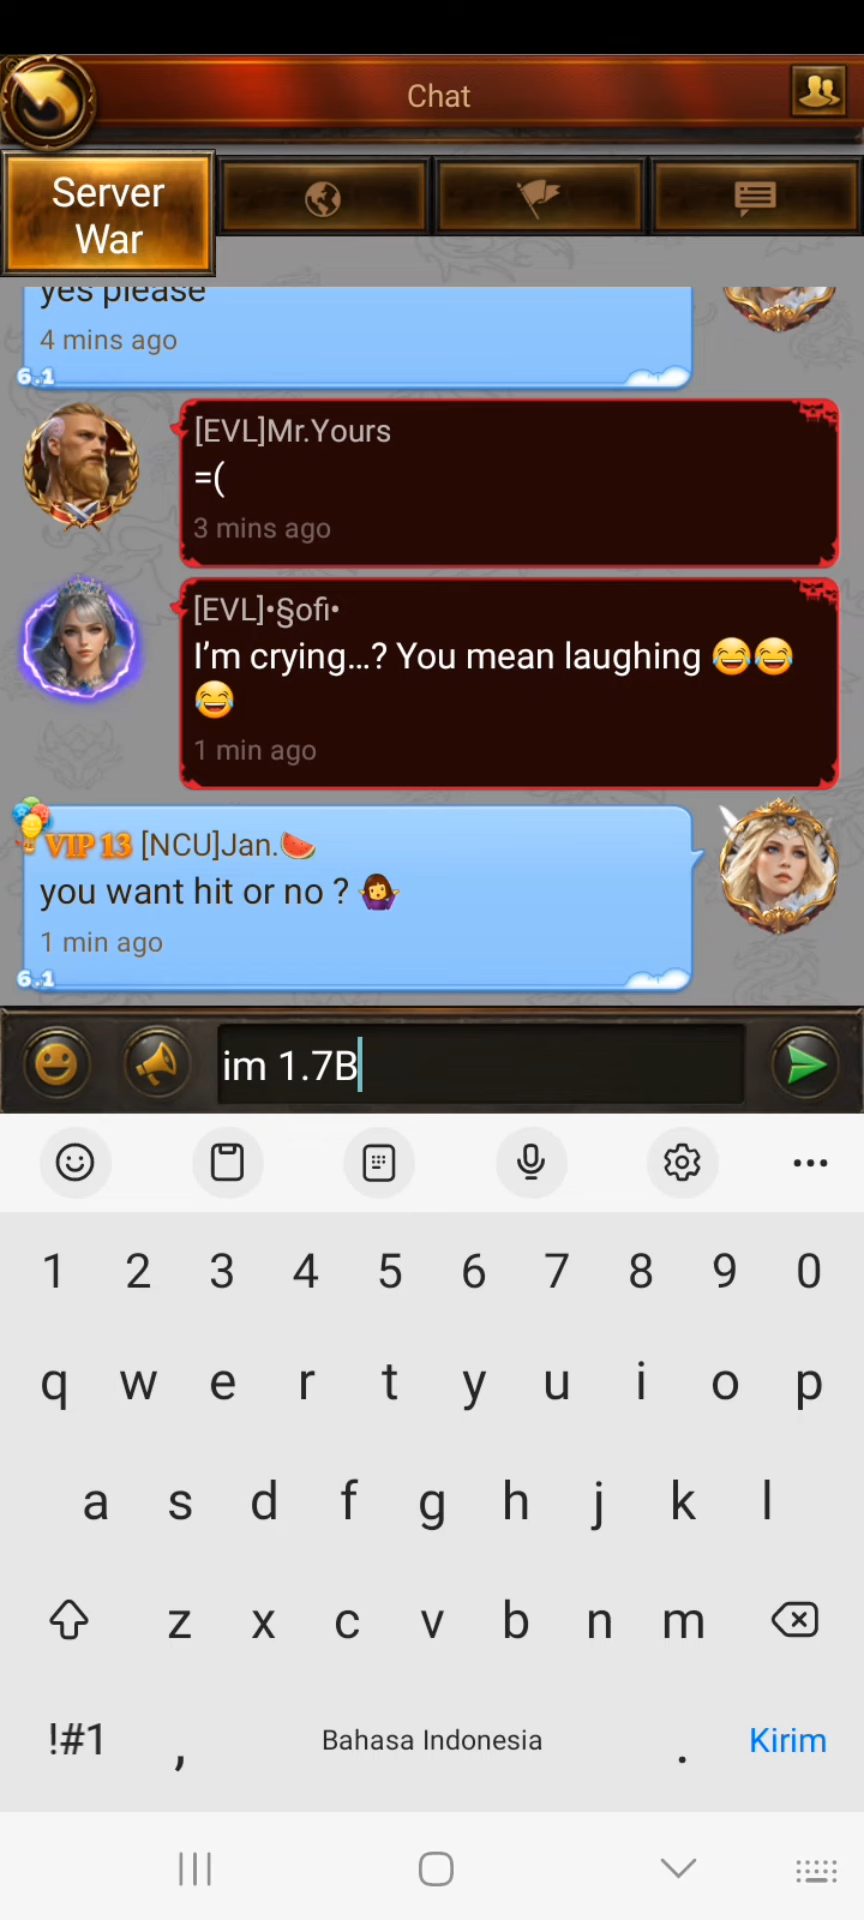 Chat
Server
War
yes please
4 mins ago
6.1
[EVL]Mr.Yours
=(
3 mins ago
[EVL]•§ofi•
I’m crying...? You mean laughing 😂😂
😂
1 min ago
VIP 13 [NCU]Jan.🍉
you want hit or no ? 🤷‍♀️
1 min ago
6.1
im 1.7B
1 2 3 4 5 6 7 8 9 0
q w e r t y u i o p
a s d f g h j k l
z x c v b n m
!#1 , Bahasa Indonesia . Kirim